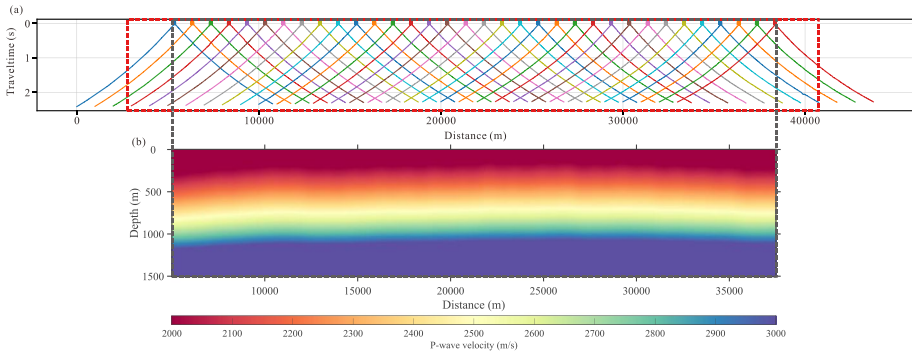 (a)
0
1
2
Traveltime (s)
0 10000 20000 30000 40000
Distance (m)
(b)
0
500
1000
1500
Depth (m)
10000 15000 20000 25000 30000 35000
Distance (m)
2000 2100 2200 2300 2400 2500 2600 2700 2800 2900 3000
P-wave velocity (m/s)